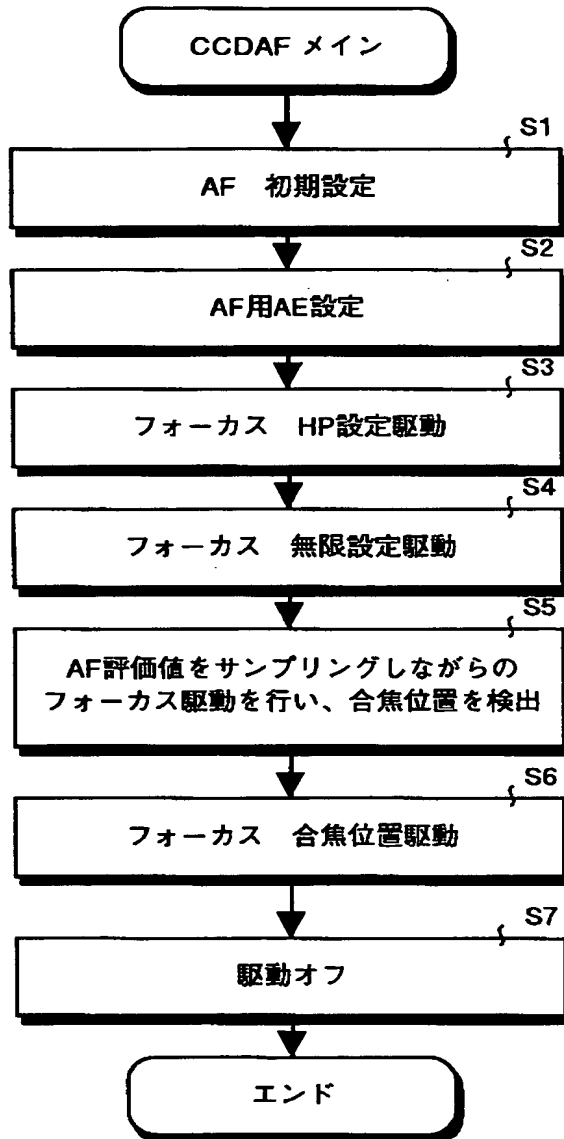 CCDAF メイン
S1
AF 初期設定
S2
AF用AE設定
S3
フォーカス HP設定駆動
S4
フォーカス 無限設定駆動
S5
AF評価値をサンプリングしながらの
フォーカス駆動を行い、合焦位置を検出
S6
フォーカス 合焦位置駆動
S7
駆動オフ
エンド